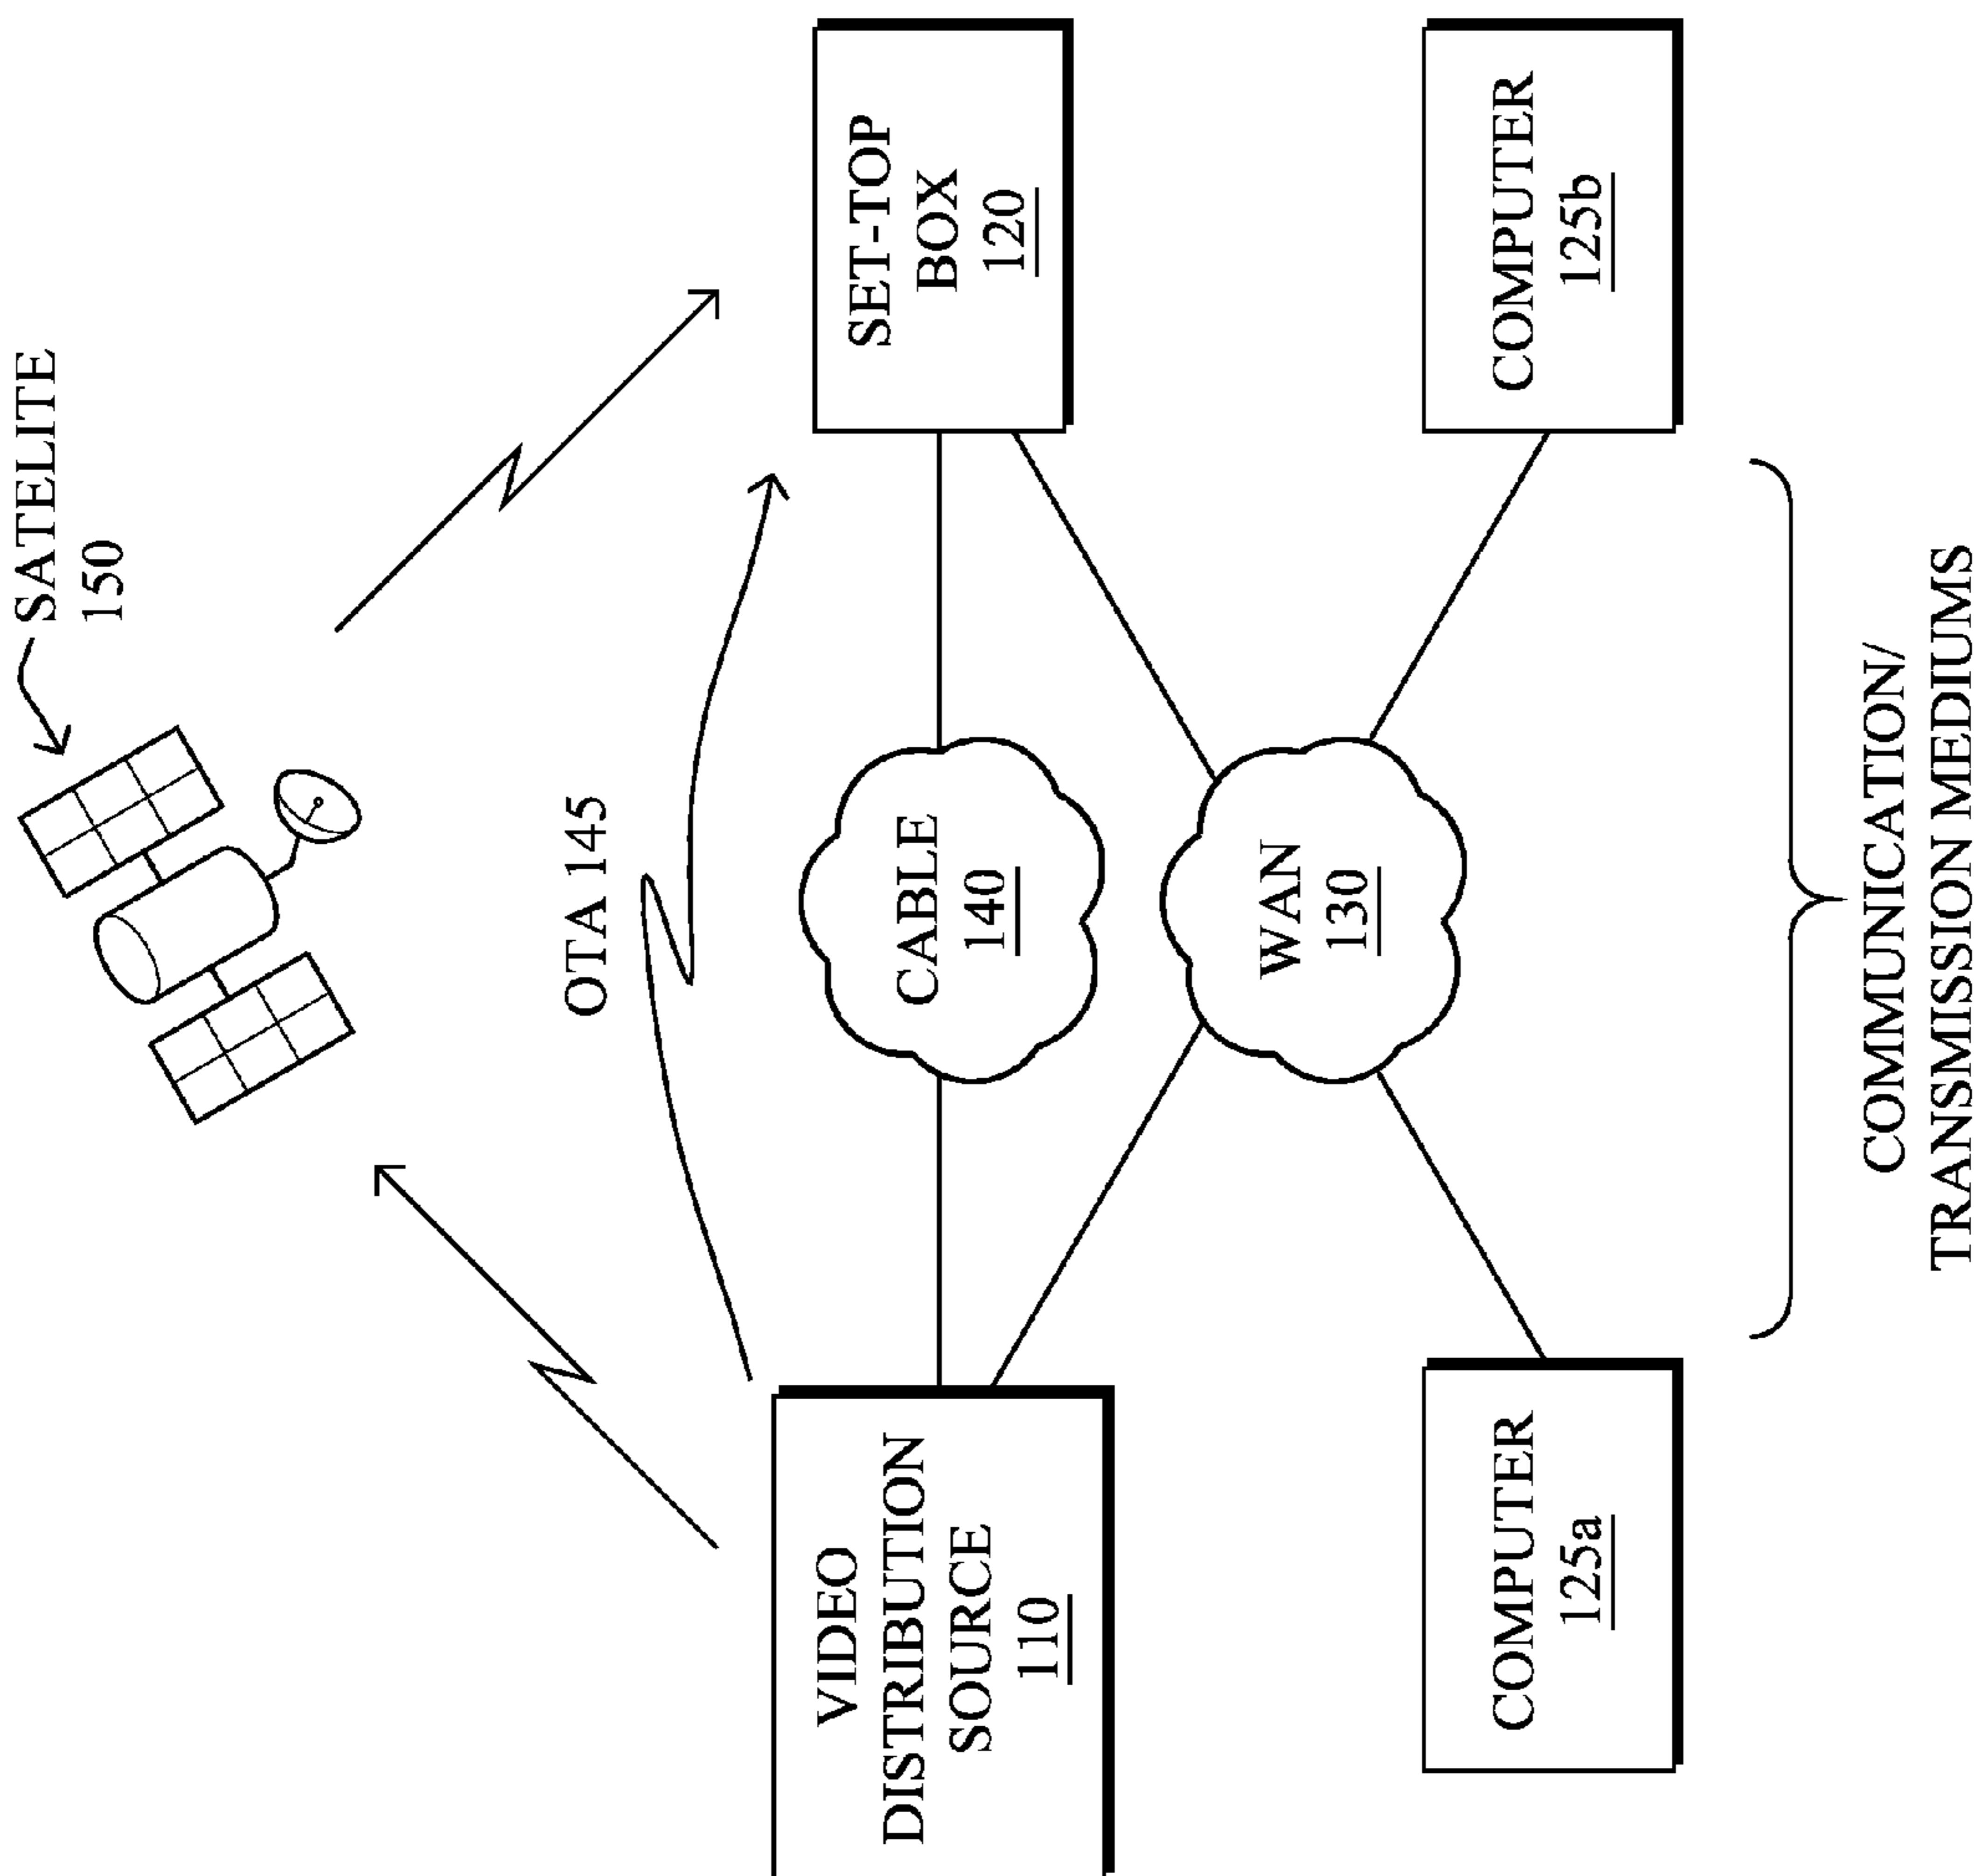 SATELITE
150
OTA 145
VIDEO
DISTRIBUTION
SOURCE
110
CABLE
140
SET-TOP
BOX
120
WAN
130
COMPUTER
125a
COMPUTER
125b
COMMUNICATION/
TRANSMISSION MEDIUMS